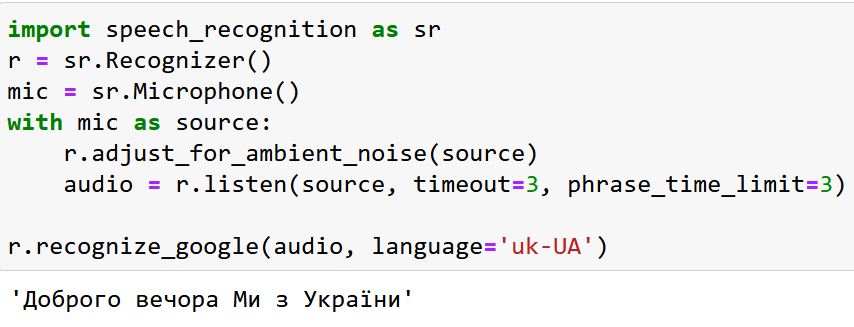 import speech_recognition as sr
r = sr.Recognizer()
mic = sr.Microphone()
with mic as source:
    r.adjust_for_ambient_noise(source)
    audio = r.listen(source, timeout=3, phrase_time_limit=3)

r.recognize_google(audio, language='uk-UA')
'Доброго вечора Ми з України'